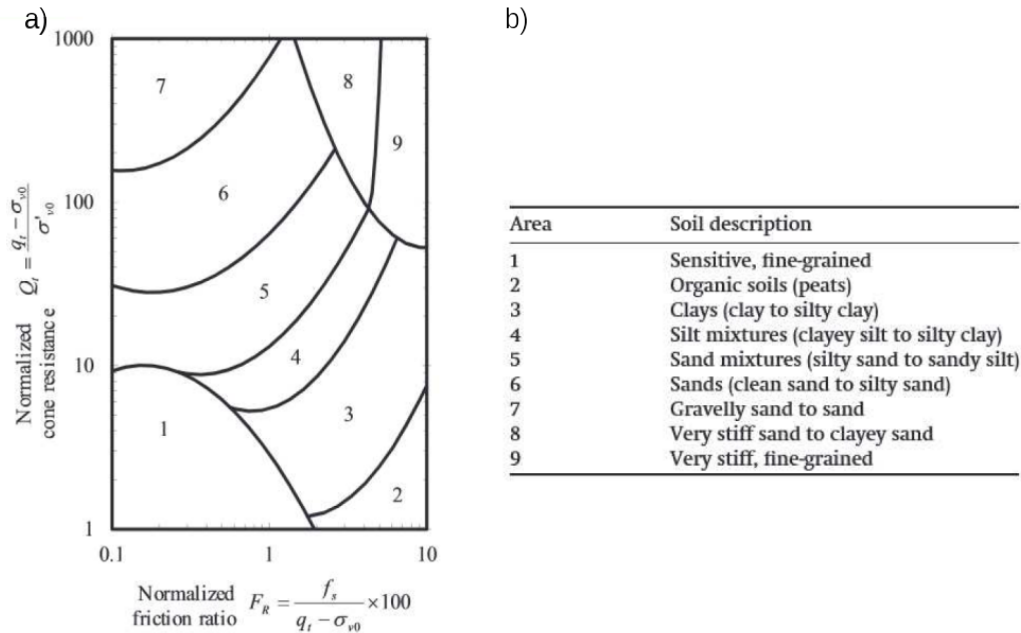 a)
b)
1000
100
10
1
0.1
1
10
7
8
9
6
5
4
3
1
2
Normalized
cone resistance
Q_t = (q_t − σ_v0) / σ'_v0
Normalized
friction ratio
F_R = f_s / (q_t − σ_v0) ×100
Area Soil description
1 Sensitive, fine-grained
2 Organic soils (peats)
3 Clays (clay to silty clay)
4 Silt mixtures (clayey silt to silty clay)
5 Sand mixtures (silty sand to sandy silt)
6 Sands (clean sand to silty sand)
7 Gravelly sand to sand
8 Very stiff sand to clayey sand
9 Very stiff, fine-grained